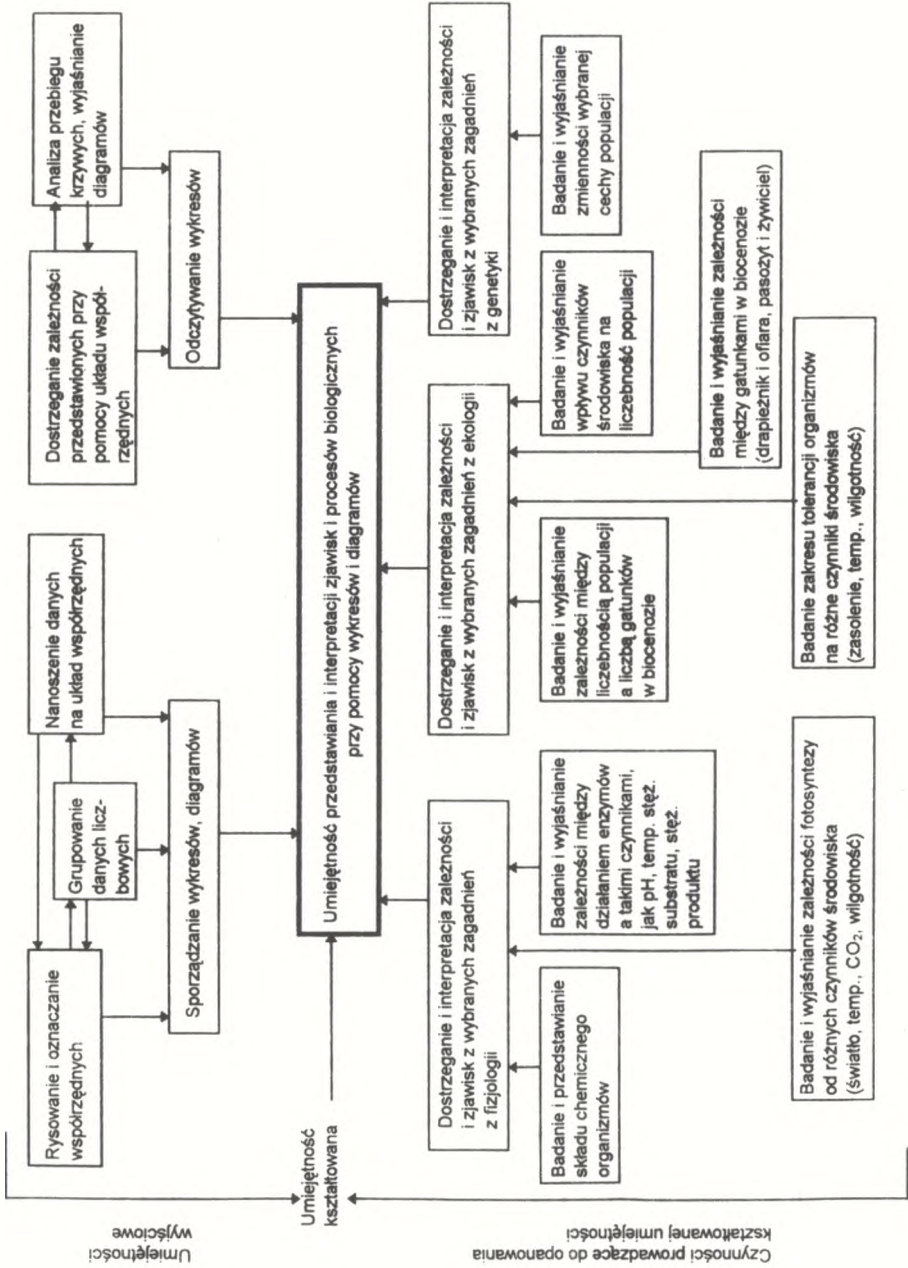 Umiejętności
wyjściowe
Rysowanie i oznaczanie
współrzędnych
Grupowanie
danych licz-
bowych
Nanoszenie danych
na układ współrzędnych
Dostrzeganie zależności
przedstawionych przy
pomocy układu współ-
rzędnych
Analiza przebiegu
krzywych, wyjaśnianie
diagramów
Sporządzanie wykresów, diagramów
Odczytywanie wykresów
Umiejętność
kształtowana
Umiejętność przedstawiania i interpretacji zjawisk i procesów biologicznych
przy pomocy wykresów i diagramów
Czynności prowadzące do opanowania
kształtowanej umiejętności
Dostrzeganie i interpretacja zależności
i zjawisk z wybranych zagadnień
z fizjologii
Dostrzeganie i interpretacja zależności
i zjawisk z wybranych zagadnień z ekologii
Dostrzeganie i interpretacja zależności
i zjawisk z wybranych zagadnień
z genetyki
Badanie i przedstawianie
składu chemicznego
organizmów
Badanie i wyjaśnianie
zależności między
działaniem enzymów
a takimi czynnikami,
jak pH, temp. stęż.
substratu, stęż.
produktu
Badanie i wyjaśnianie
zależności między
liczebnością populacji
a liczbą gatunków
w biocenozie
Badanie i wyjaśnianie
wpływu czynników
środowiska na
liczebność populacji
Badanie i wyjaśnianie
zmienności wybranej
cechy populacji
Badanie i wyjaśnianie zależności
między gatunkami w biocenozie
(drapieżnik i ofiara, pasożyt i żywiciel)
Badanie i wyjaśnianie zależności fotosyntezy
od różnych czynników środowiska
(światło, temp., CO₂, wilgotność)
Badanie zakresu tolerancji organizmów
na różne czynniki środowiska
(zasolenie, temp., wilgotność)